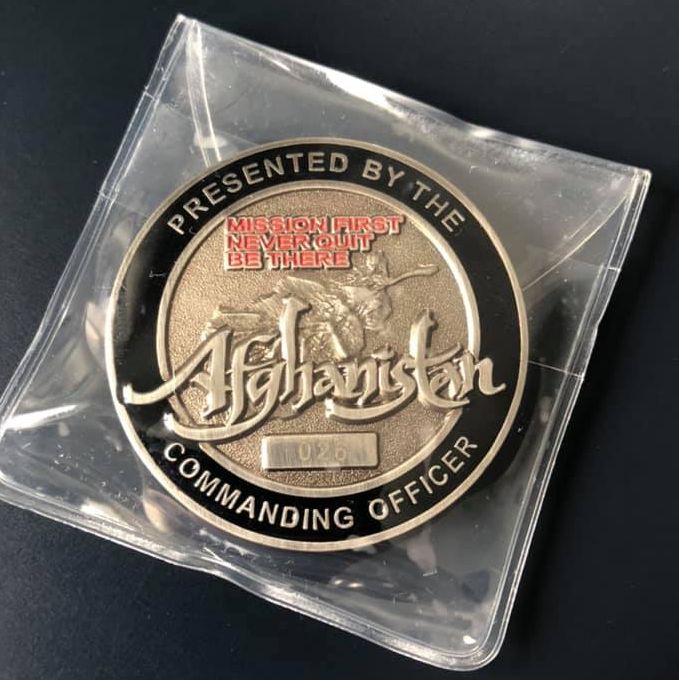 PRESENTED BY THE
MISSION FIRST
NEVER QUIT
BE THERE
Afghanistan
026
COMMANDING OFFICER